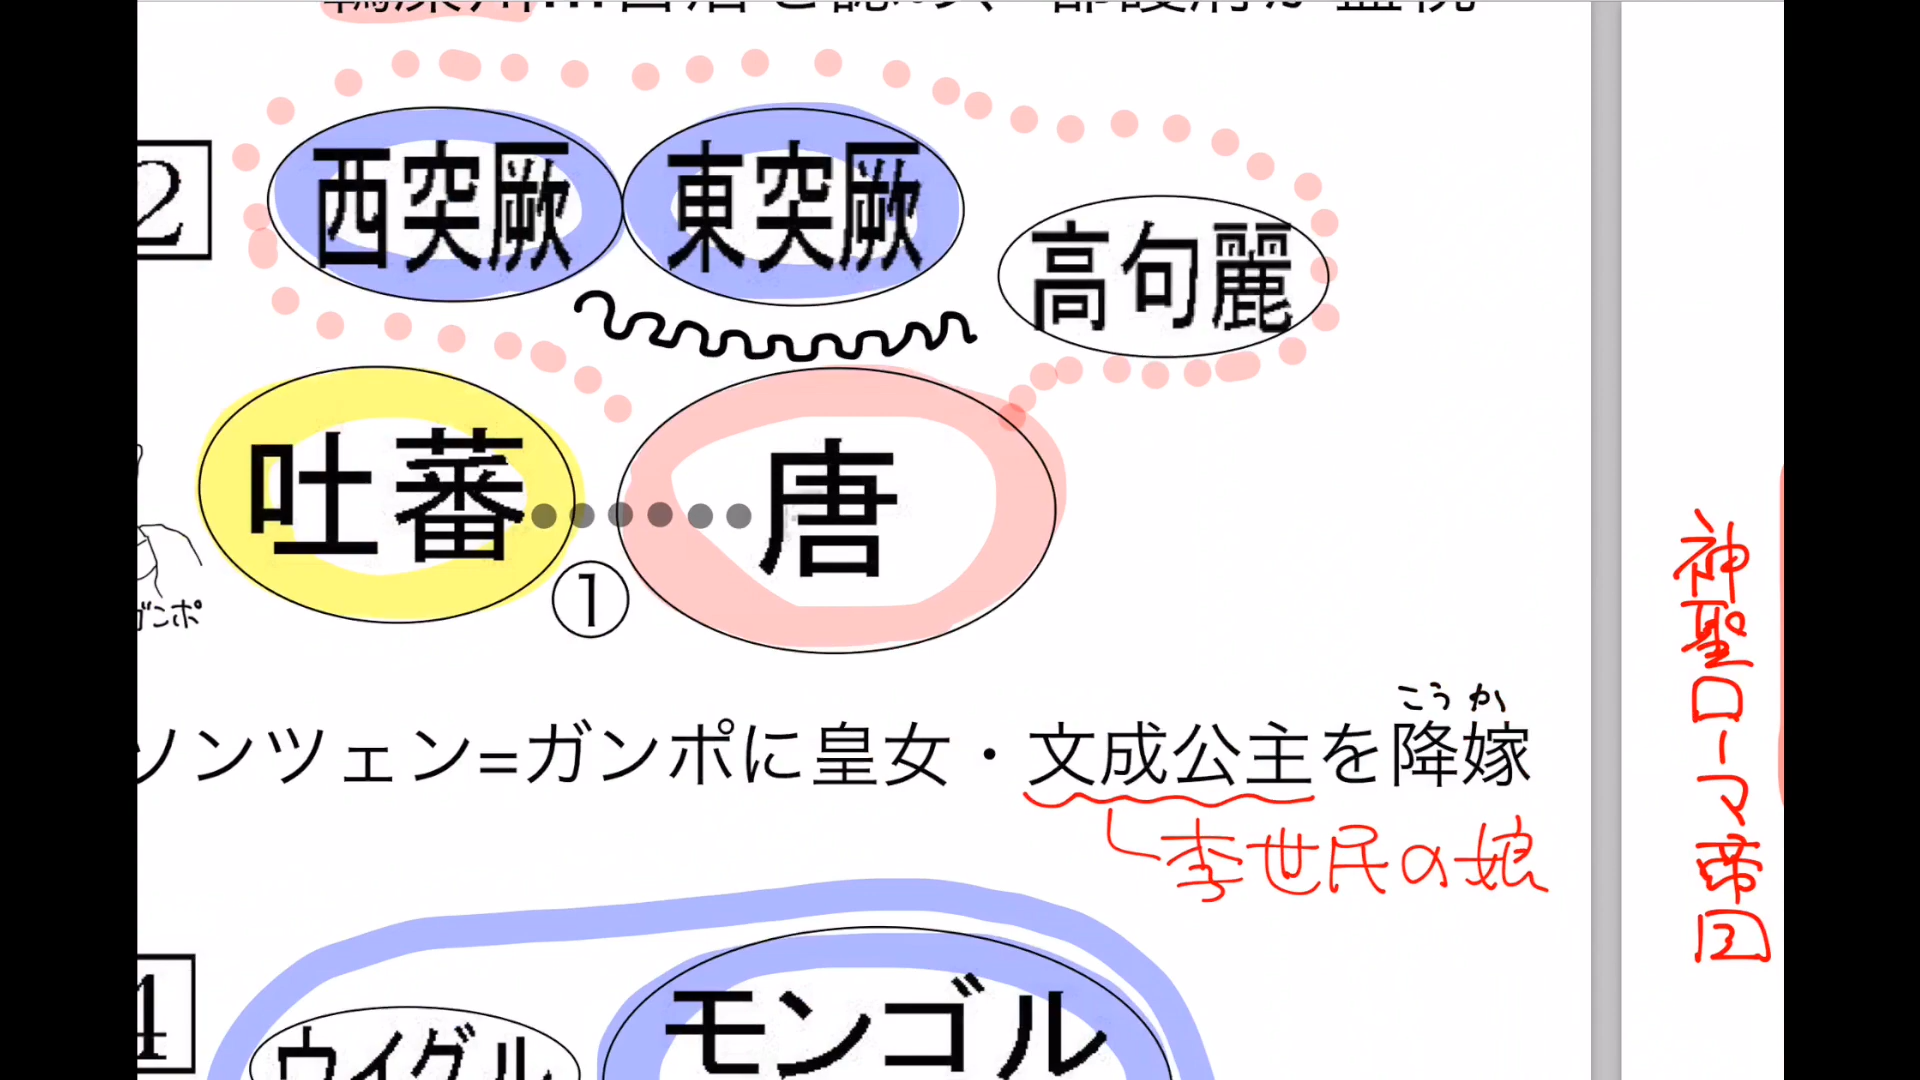 2
西突厥
東突厥
高句麗
吐蕃
唐
①
ガンポ
こうか
ソンツェン=ガンポに皇女・文成公主を降嫁
李世民の娘
神聖ローマ帝国
4
モンゴル
ウイグル